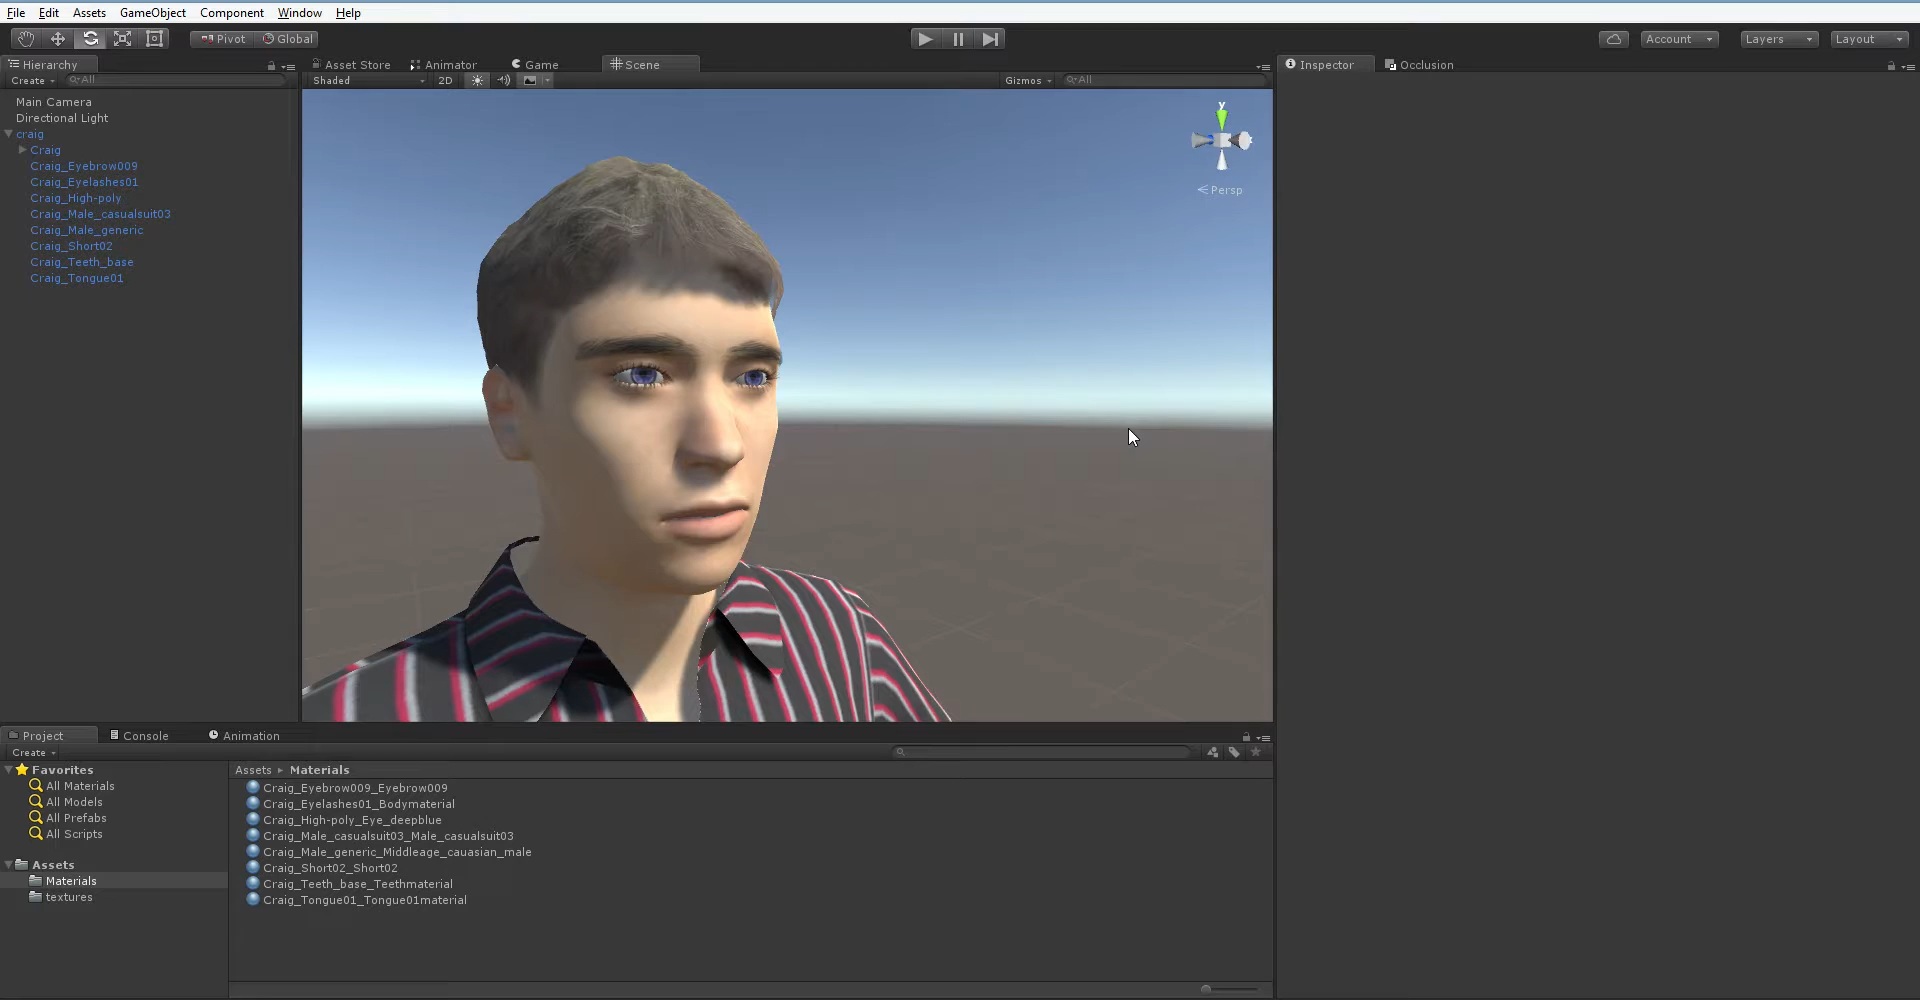 File Edit Assets GameObject Component Window Help
Pivot Global Account Layers Layout
Hierarchy Asset Store Animator Game Scene Inspector Occlusion
Create All Shaded 2D Gizmos All
Main Camera
Directional Light
craig
Craig
Craig_Eyebrow009
Craig_Eyelashes01
Craig_High-poly
Craig_Male_casualsuit03
Craig_Male_generic
Craig_Short02
Craig_Teeth_base
Craig_Tongue01
y
Persp
Project Console Animation
Create
Favorites
All Materials
All Models
All Prefabs
All Scripts
Assets
Materials
textures
Assets Materials
Craig_Eyebrow009_Eyebrow009
Craig_Eyelashes01_Bodymaterial
Craig_High-poly_Eye_deepblue
Craig_Male_casualsuit03_Male_casualsuit03
Craig_Male_generic_Middleage_cauasian_male
Craig_Short02_Short02
Craig_Teeth_base_Teethmaterial
Craig_Tongue01_Tongue01material